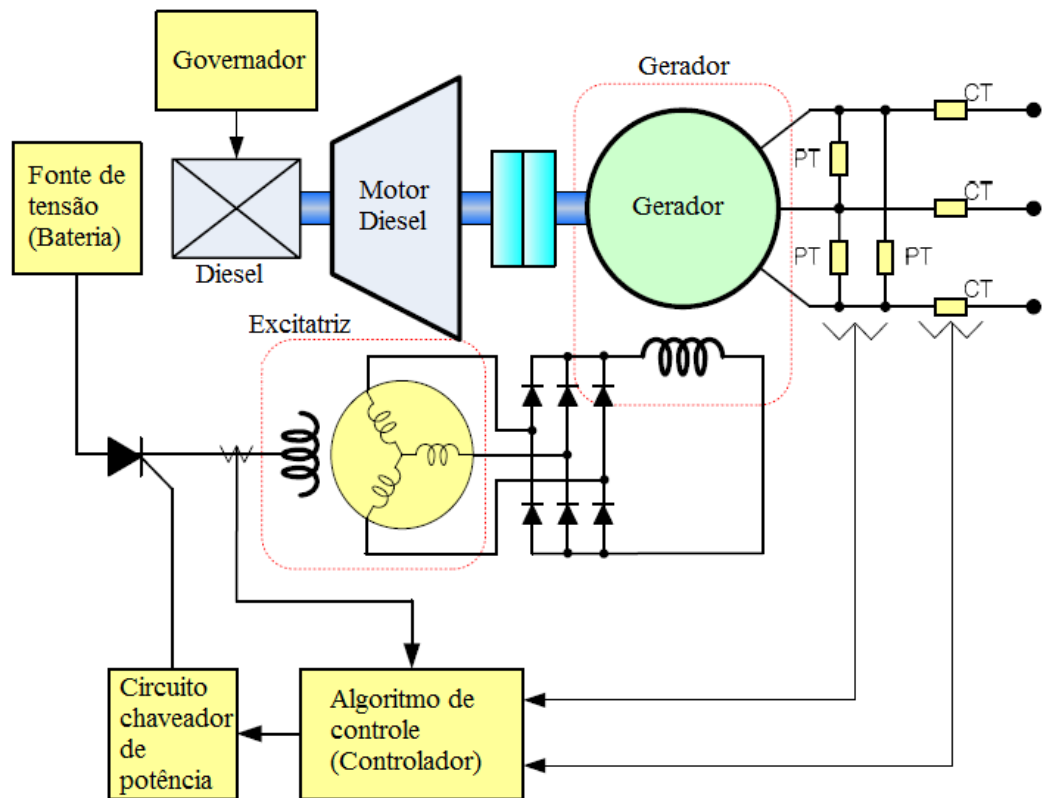 Governador
Gerador
CT
Fonte de
tensão
(Bateria)
Motor
Diesel
PT
Gerador
CT
Diesel
PT
PT
CT
Excitatriz
Circuito
chaveador
de
potência
Algoritmo de
controle
(Controlador)